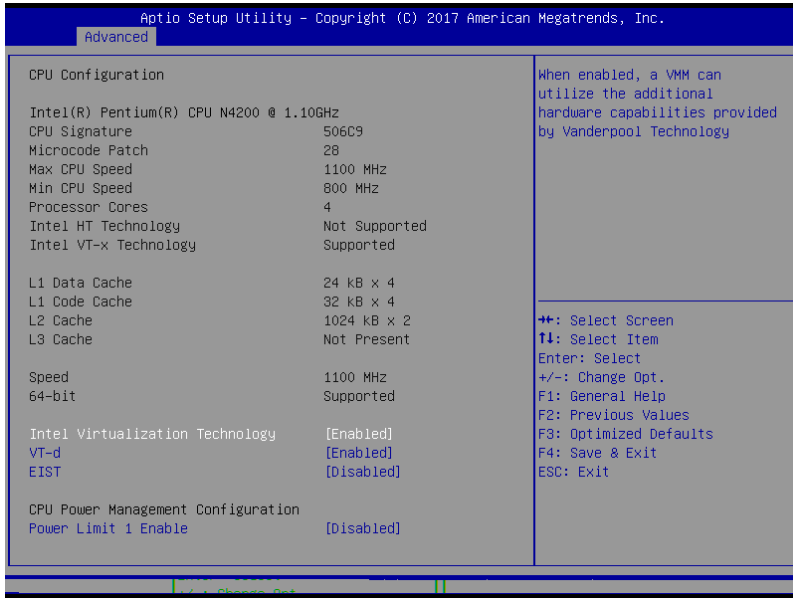 Aptio Setup Utility – Copyright (C) 2017 American Megatrends, Inc.
Advanced
CPU Configuration
Intel(R) Pentium(R) CPU N4200 @ 1.10GHz
CPU Signature 506C9
Microcode Patch 28
Max CPU Speed 1100 MHz
Min CPU Speed 800 MHz
Processor Cores 4
Intel HT Technology Not Supported
Intel VT-x Technology Supported
L1 Data Cache 24 kB x 4
L1 Code Cache 32 kB x 4
L2 Cache 1024 kB x 2
L3 Cache Not Present
Speed 1100 MHz
64-bit Supported
Intel Virtualization Technology [Enabled]
VT-d [Enabled]
EIST [Disabled]
CPU Power Management Configuration
Power Limit 1 Enable [Disabled]
When enabled, a VMM can
utilize the additional
hardware capabilities provided
by Vanderpool Technology
→←: Select Screen
↑↓: Select Item
Enter: Select
+/-: Change Opt.
F1: General Help
F2: Previous Values
F3: Optimized Defaults
F4: Save & Exit
ESC: Exit